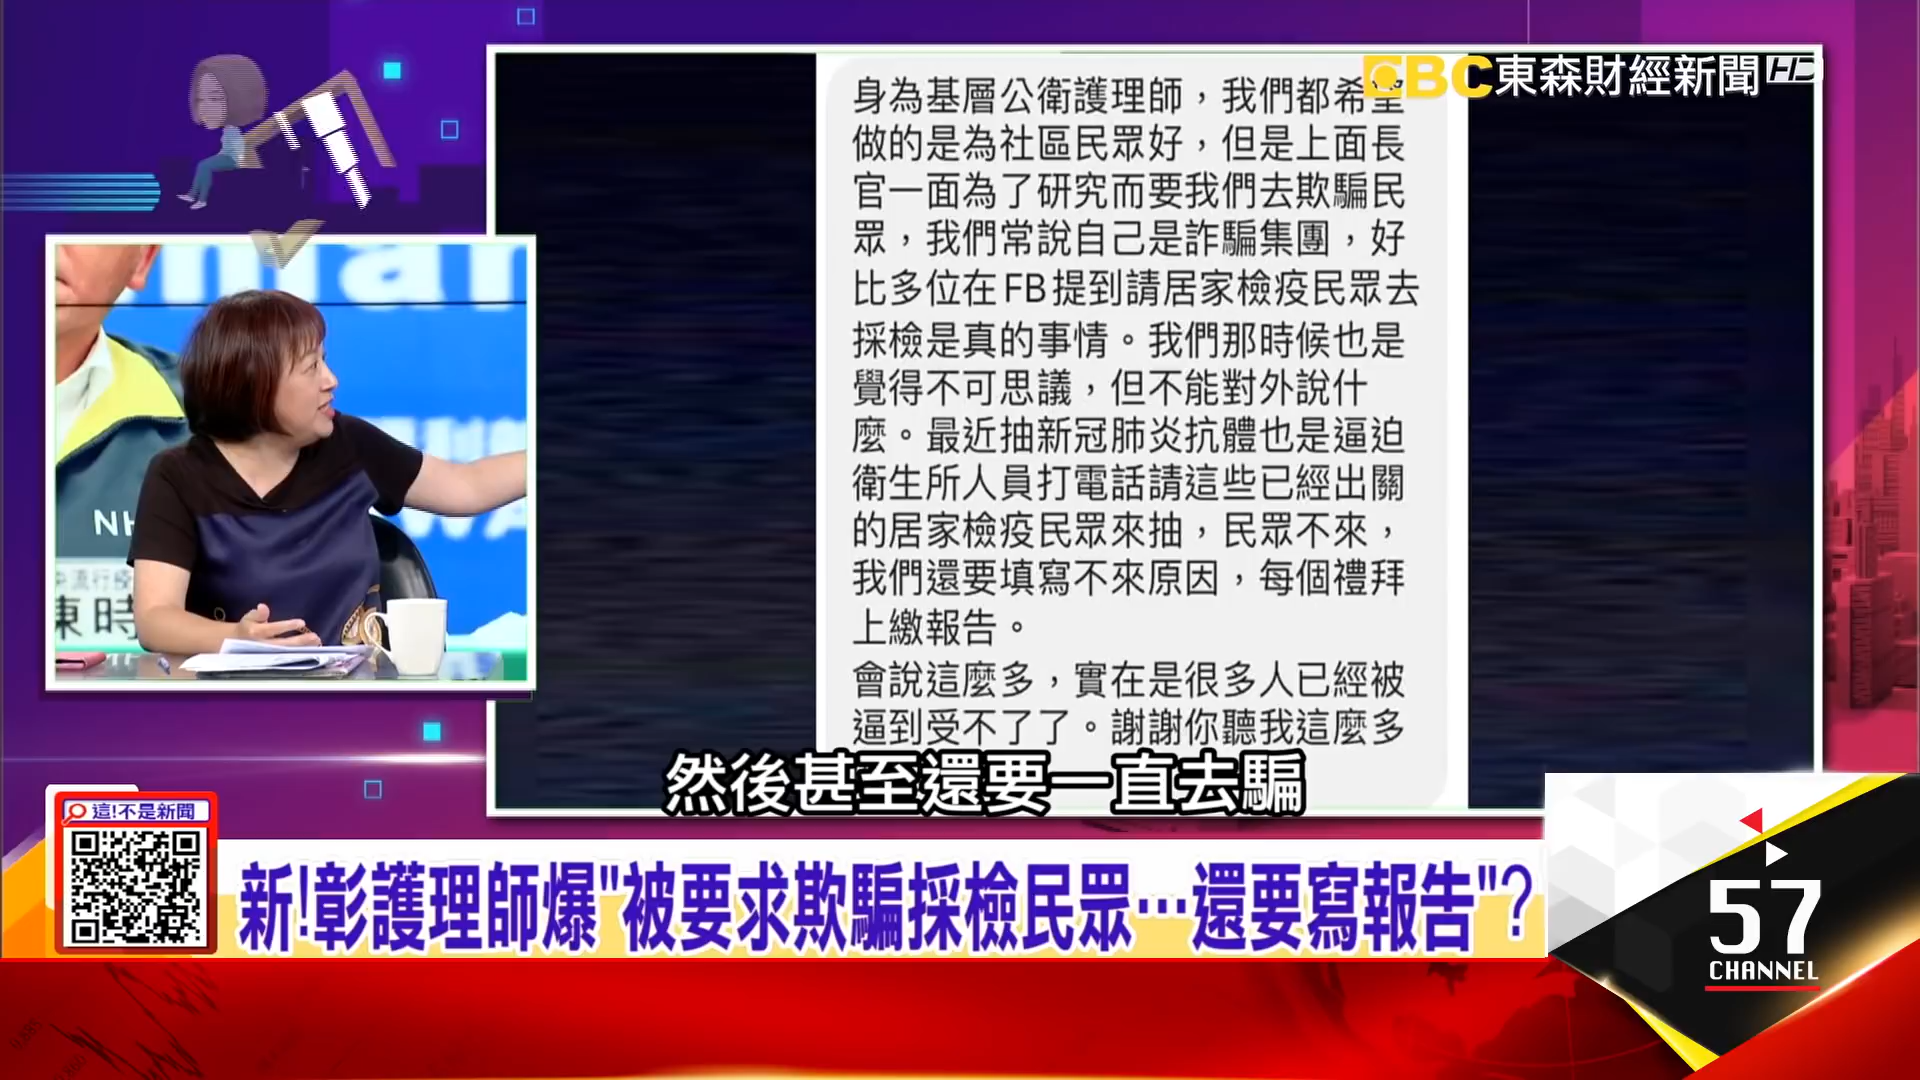 EBC東森財經新聞HD
身為基層公衛護理師，我們都希望
做的是為社區民眾好，但是上面長
官一面為了研究而要我們去欺騙民
眾，我們常說自己是詐騙集團，好
比多位在FB提到請居家檢疫民眾去
採檢是真的事情。我們那時候也是
覺得不可思議，但不能對外說什
麼。最近抽新冠肺炎抗體也是逼迫
衛生所人員打電話請這些已經出關
的居家檢疫民眾來抽，民眾不來，
我們還要填寫不來原因，每個禮拜
上繳報告。
會說這麼多，實在是很多人已經被
逼到受不了了。謝謝你聽我這麼多
然後甚至還要一直去騙
這!不是新聞
新!彰護理師爆"被要求欺騙採檢民眾…還要寫報告"?
57
CHANNEL
NH
流行疫
陳時